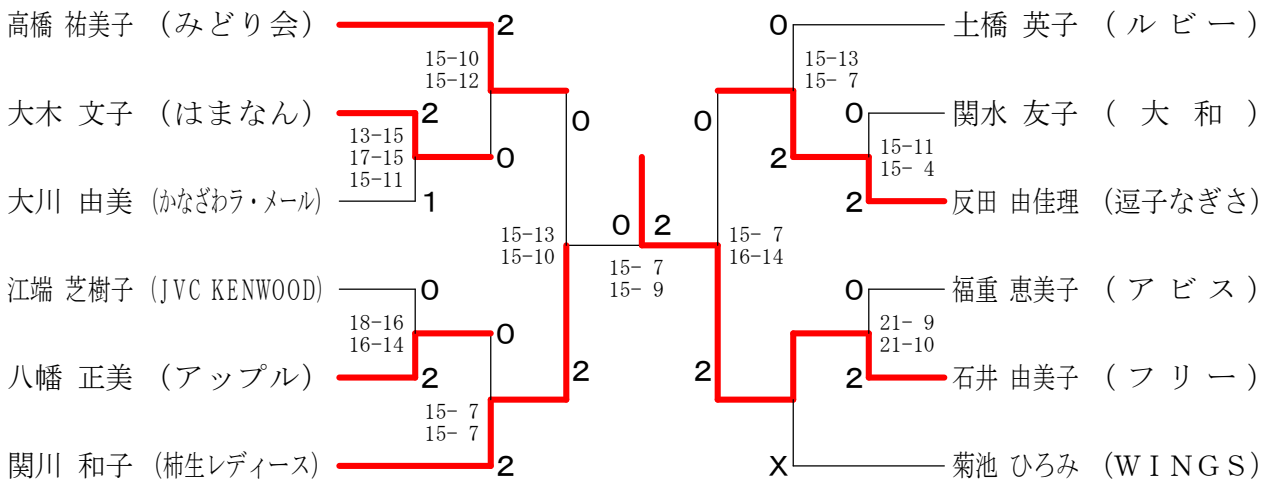 高橋 祐美子 (みどり会) 2
15-10
15-12
大木 文子 (はまなん) 2
13-15
17-15
15-11
0
大川 由美 (かなざわラ・メール) 1
0
15-13
15-10
江端 芝樹子 (JVC KENWOOD) 0
18-16
16-14
0
八幡 正美 (アップル) 2
2
15- 7
15- 7
関川 和子 (柿生レディース) 2
0 2
15- 7
15- 9
0 土橋 英子 (ルビー)
15-13
15- 7
0
0 関水 友子 (大和)
15-11
15- 4
2
2 反田 由佳理 (逗子なぎさ)
15- 7
16-14
0 福重 恵美子 (アビス)
21- 9
21-10
2
2 石井 由美子 (フリー)
X 菊池 ひろみ (WINGS)